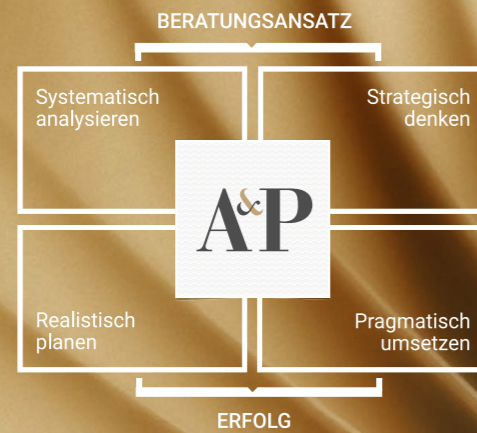 BERATUNGSANSATZ
Systematisch
analysieren
Strategisch
denken
A&P
Realistisch
planen
Pragmatisch
umsetzen
ERFOLG